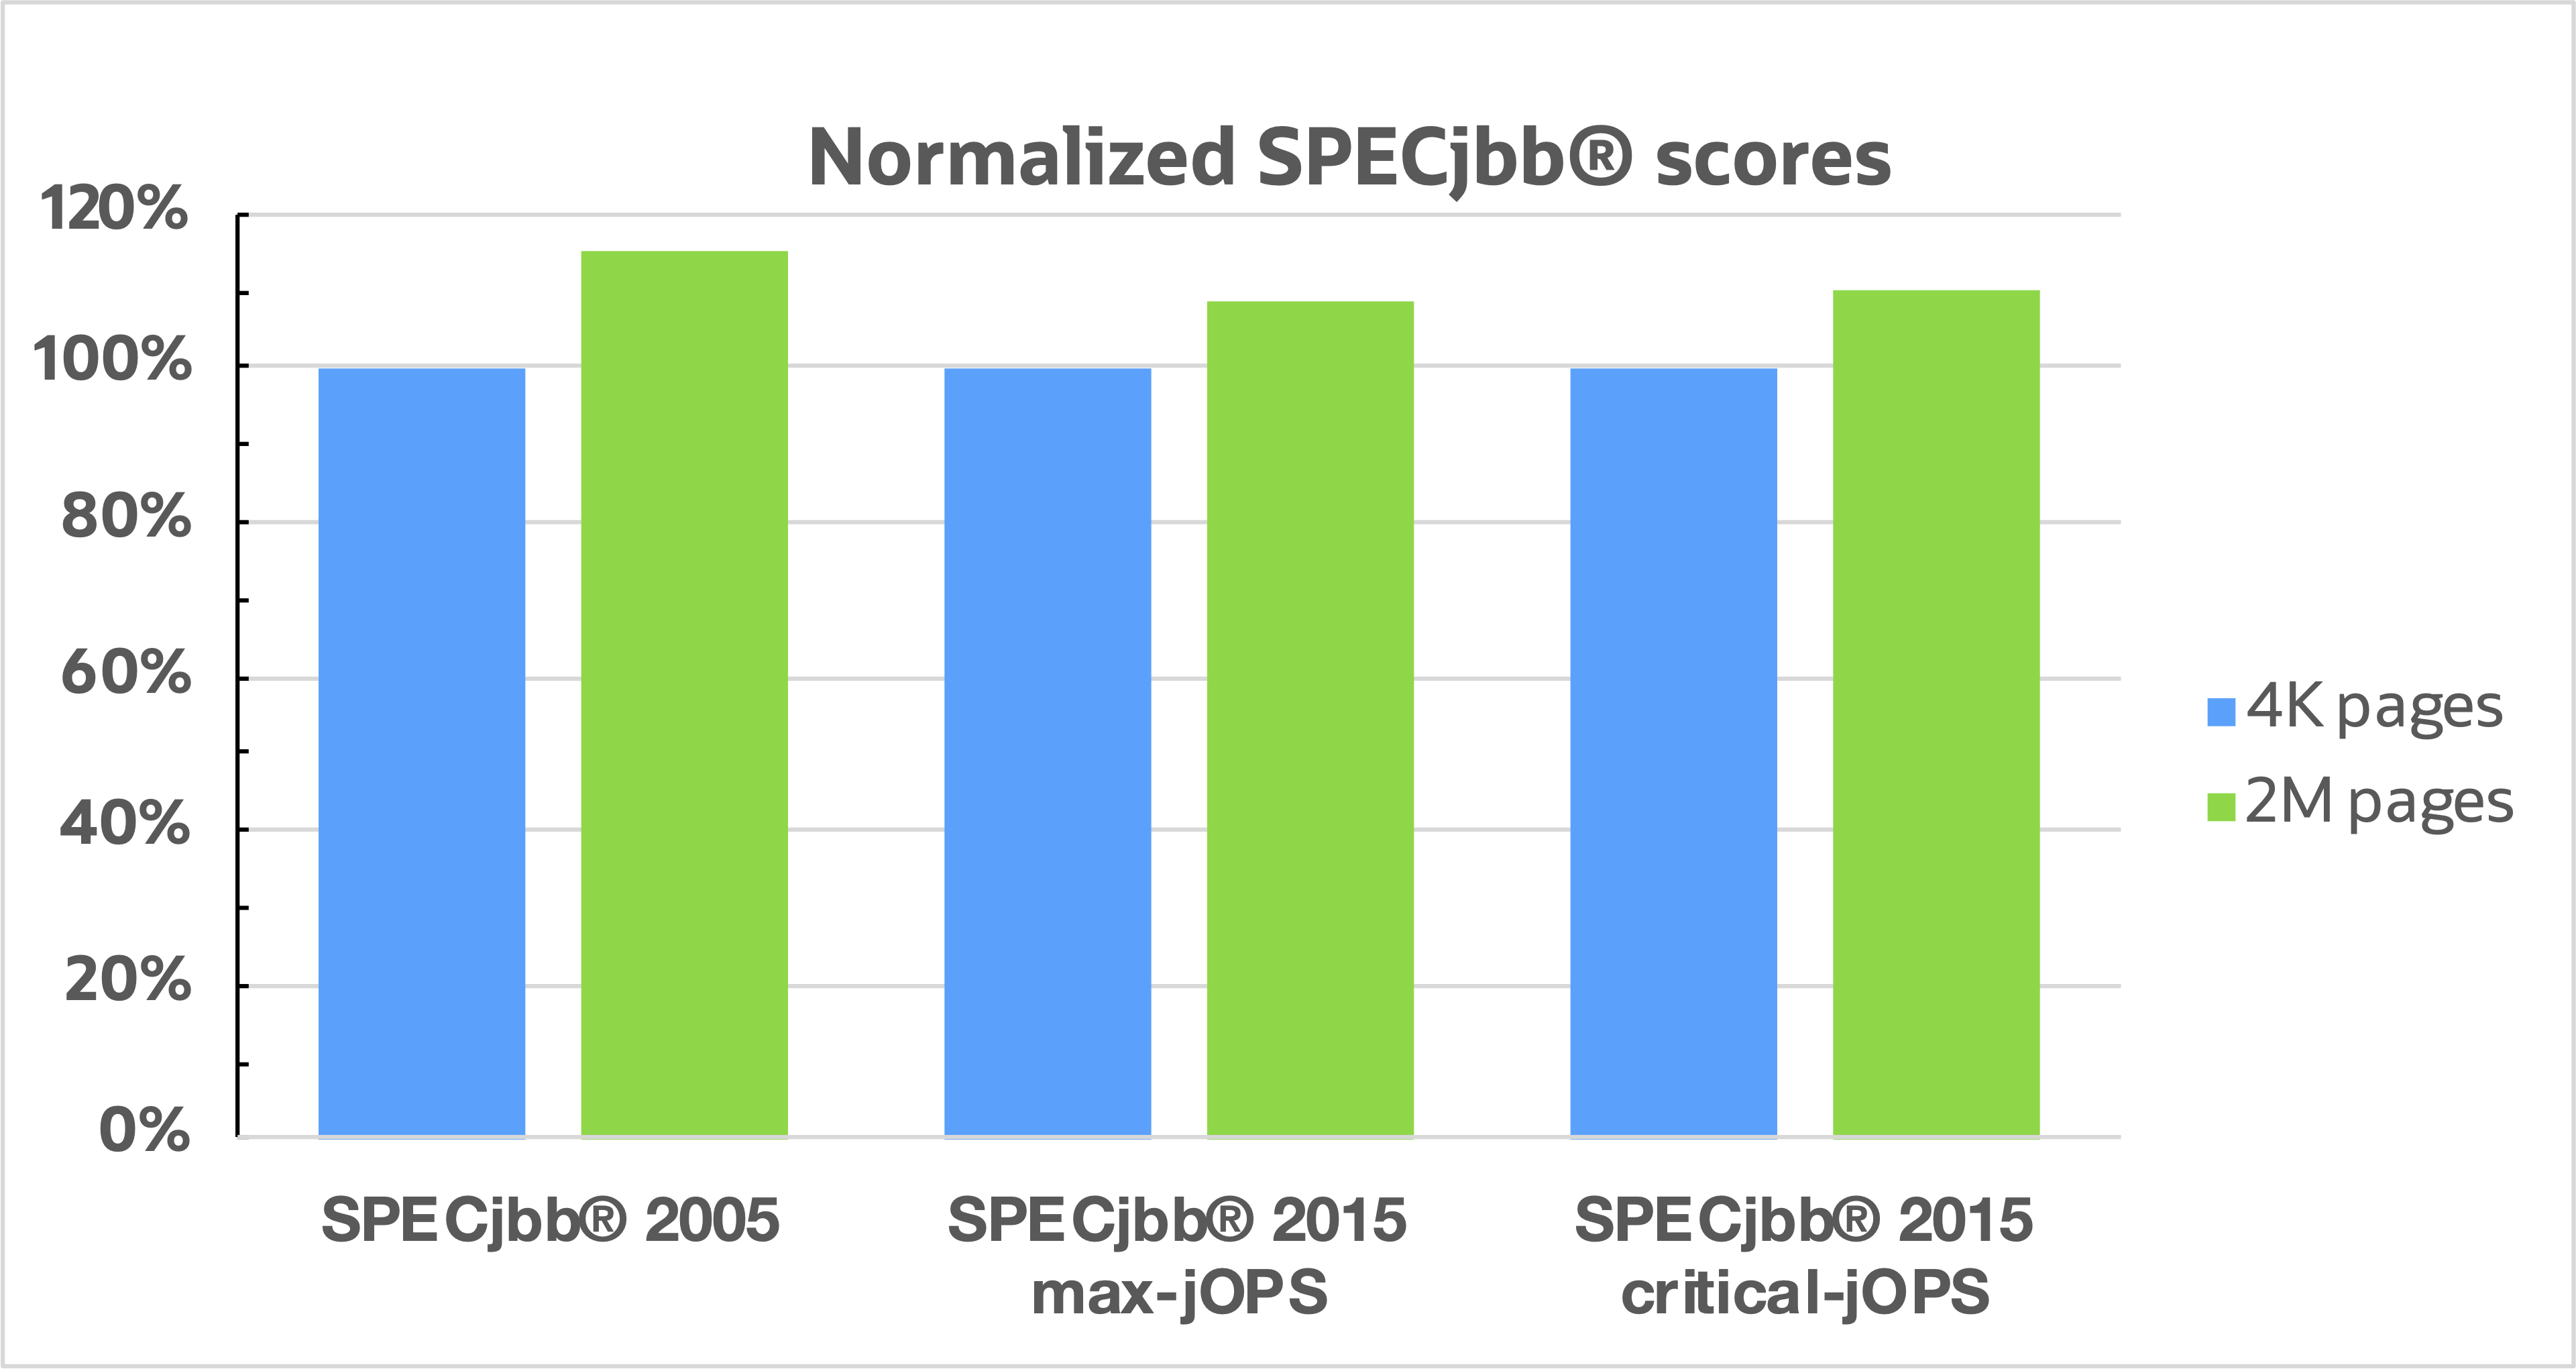 Normalized SPECjbb® scores
120%
100%
80%
60%
40%
20%
0%
4K pages
2M pages
SPECjbb® 2005
SPECjbb® 2015
max-jOPS
SPECjbb® 2015
critical-jOPS